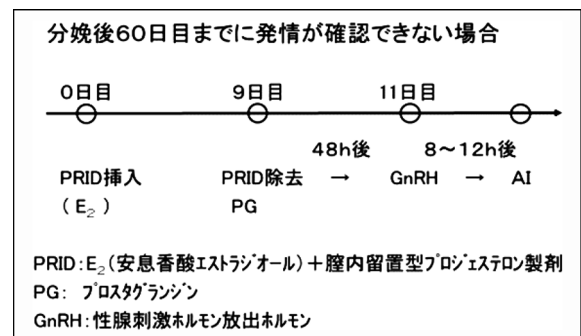 分娩後60日目までに発情が確認できない場合
0日目 9日目 11日目
48h後 8～12h後
PRID挿入 PRID除去 → GnRH → AI
(E₂) PG
PRID:E₂(安息香酸ｴｽﾄﾗｼﾞｵｰﾙ)＋膣内留置型ﾌﾟﾛｼﾞｪｽﾃﾛﾝ製剤
PG: ﾌﾟﾛｽﾀｸﾞﾗﾝｼﾞﾝ
GnRH:性腺刺激ﾎﾙﾓﾝ放出ﾎﾙﾓﾝ